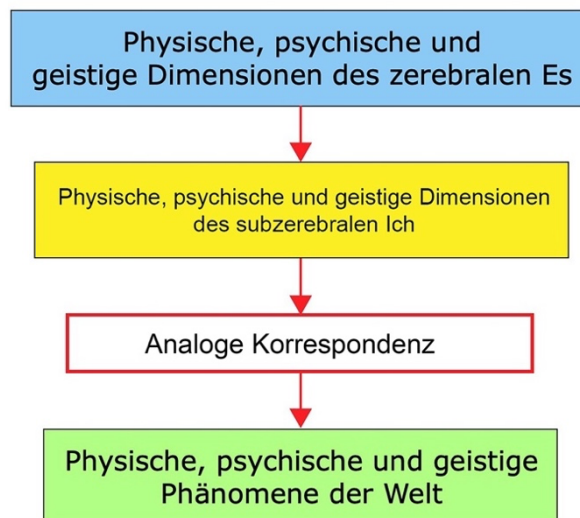 Physische, psychische und
geistige Dimensionen des zerebralen Es
Physische, psychische und geistige Dimensionen
des subzerebralen Ich
Analoge Korrespondenz
Physische, psychische und geistige
Phänomene der Welt